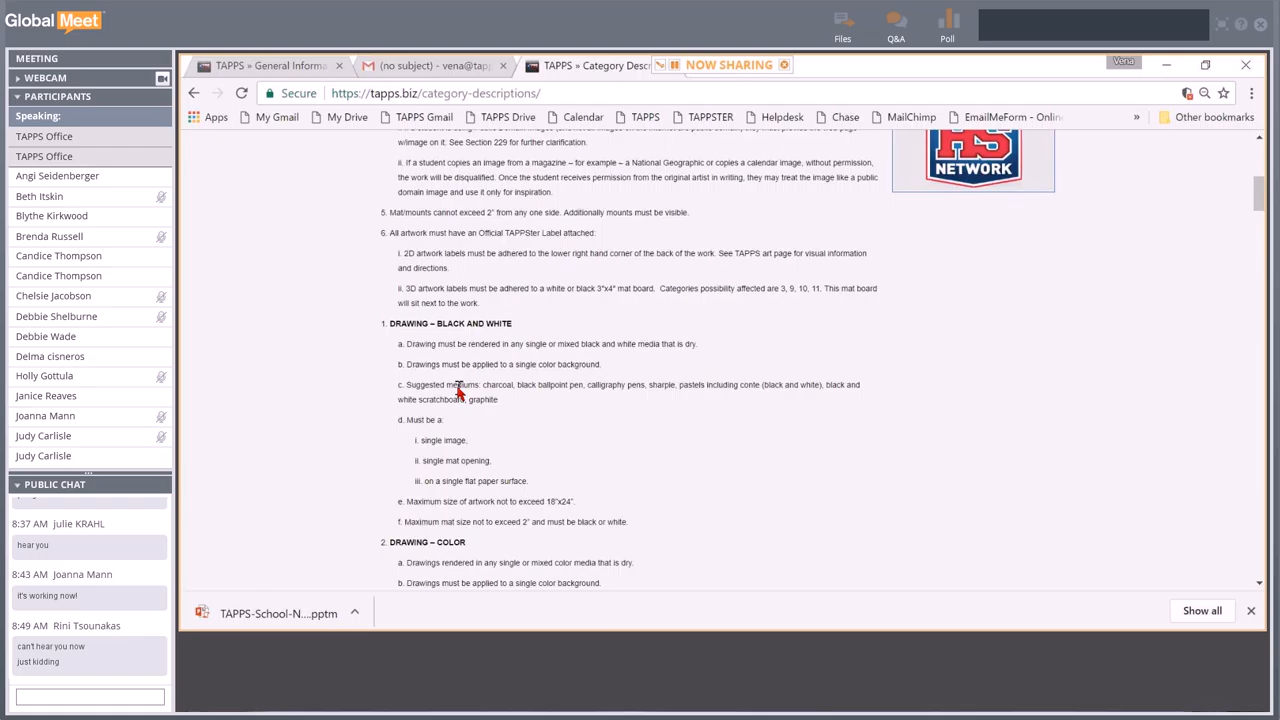 Global Meet
Files
Q&A
Poll
MEETING
WEBCAM
PARTICIPANTS
Speaking:
TAPPS Office
TAPPS Office
Angi Seidenberger
Beth Itskin
Blythe Kirkwood
Brenda Russell
Candice Thompson
Candice Thompson
Chelsie Jacobson
Debbie Shelburne
Debbie Wade
Delma cisneros
Holly Gottula
Janice Reaves
Joanna Mann
Judy Carlisle
Judy Carlisle
PUBLIC CHAT
8:37 AM julie KRAHL
hear you
8:43 AM Joanna Mann
it's working now!
8:49 AM Rini Tsounakas
can't hear you now
just kidding
TAPPS » General Informa
(no subject) - vena@tapp
TAPPS » Category Descr
NOW SHARING
Vena
Secure https://tapps.biz/category-descriptions/
Apps My Gmail My Drive TAPPS Gmail TAPPS Drive Calendar TAPPS TAPPSTER Helpdesk Chase MailChimp EmailMeForm - Onlin » Other bookmarks
w/image on it. See Section 229 for further clarification.
ii. If a student copies an image from a magazine – for example – a National Geographic or copies a calendar image, without permission,
the work will be disqualified. Once the student receives permission from the original artist in writing, they may treat the image like a public
domain image and use it only for inspiration.
5. Mat/mounts cannot exceed 2" from any one side. Additionally mounts must be visible.
6. All artwork must have an Official TAPPSter Label attached:
i. 2D artwork labels must be adhered to the lower right hand corner of the back of the work. See TAPPS art page for visual information
and directions.
ii. 3D artwork labels must be adhered to a white or black 3"x4" mat board. Categories possibility affected are 3, 9, 10, 11. This mat board
will sit next to the work.
1. DRAWING – BLACK AND WHITE
a. Drawing must be rendered in any single or mixed black and white media that is dry.
b. Drawings must be applied to a single color background.
c. Suggested mediums: charcoal, black ballpoint pen, calligraphy pens, sharpie, pastels including conte (black and white), black and
white scratchboard, graphite
d. Must be a:
i. single image,
ii. single mat opening,
iii. on a single flat paper surface.
e. Maximum size of artwork not to exceed 18"x24".
f. Maximum mat size not to exceed 2" and must be black or white.
2. DRAWING – COLOR
a. Drawings rendered in any single or mixed color media that is dry.
b. Drawings must be applied to a single color background.
NETWORK
TAPPS-School-N....pptm
Show all